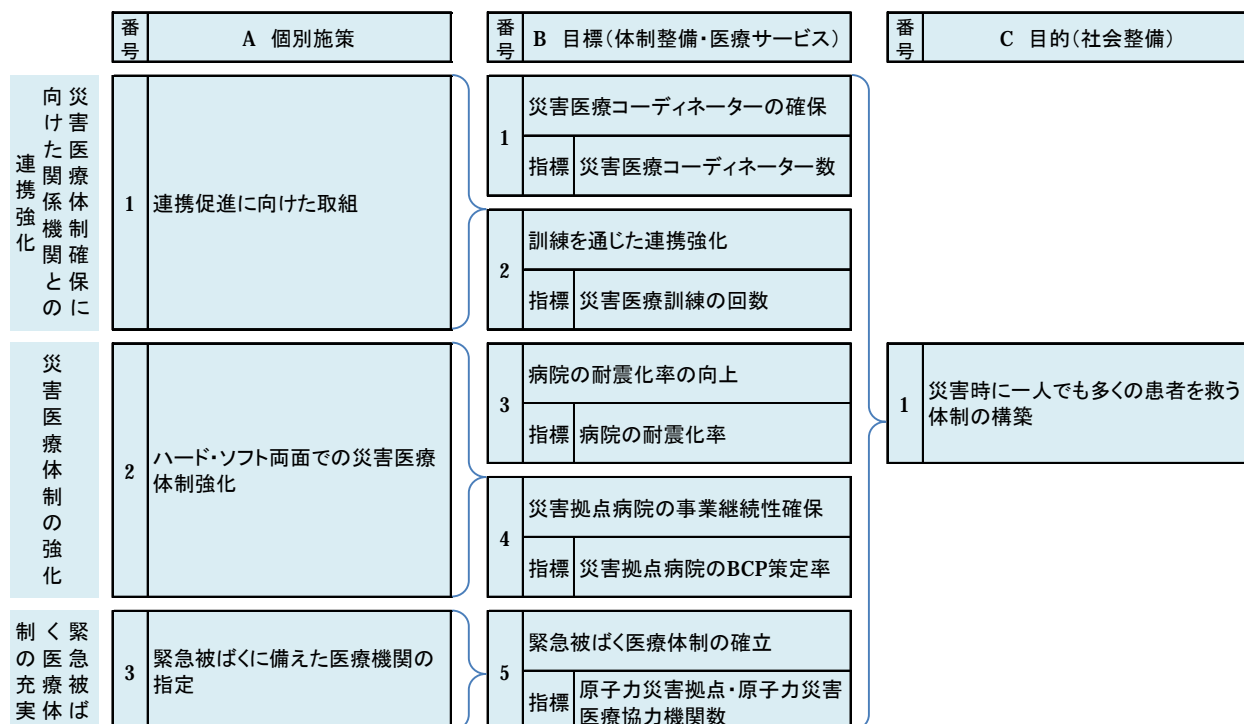 番号
A 個別施策
番号
B 目標(体制整備・医療サービス)
番号
C 目的(社会整備)
災害医療体制確保に
向けた関係機関との
連携強化
1
連携促進に向けた取組
1
災害医療コーディネーターの確保
指標
災害医療コーディネーター数
2
訓練を通じた連携強化
指標
災害医療訓練の回数
災害医療体制の強化
2
ハード・ソフト両面での災害医療
体制強化
3
病院の耐震化率の向上
指標
病院の耐震化率
4
災害拠点病院の事業継続性確保
指標
災害拠点病院のBCP策定率
1
災害時に一人でも多くの患者を救う
体制の構築
緊急被ば
く医療体
制の充実
3
緊急被ばくに備えた医療機関の
指定
5
緊急被ばく医療体制の確立
指標
原子力災害拠点・原子力災害
医療協力機関数